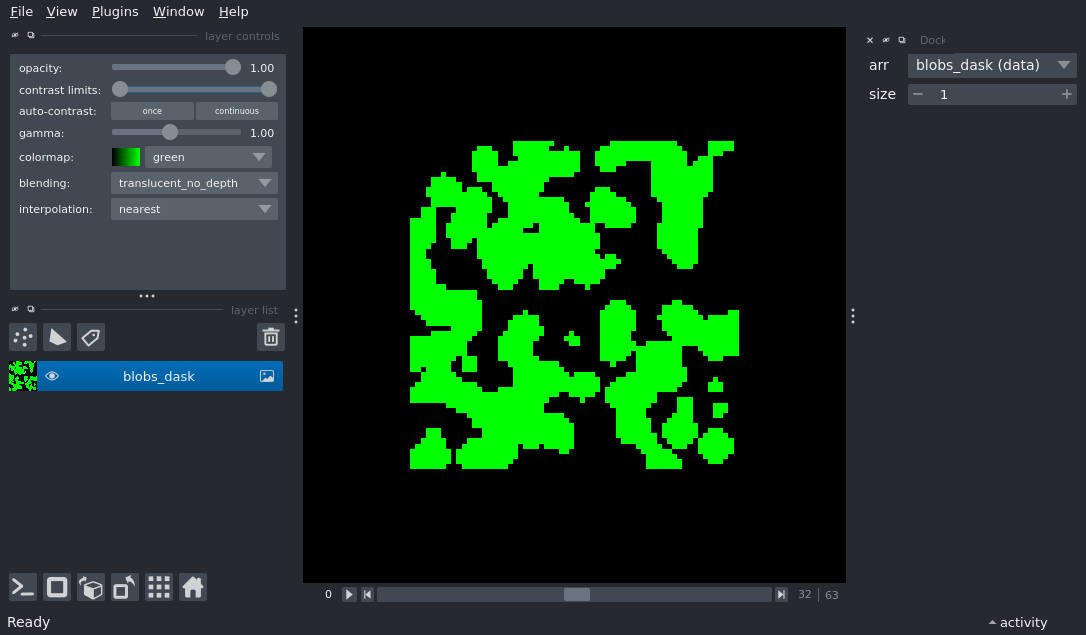 File View Plugins Window Help
layer controls
opacity: 1.00
contrast limits:
auto-contrast: once continuous
gamma: 1.00
colormap: green
blending: translucent_no_depth
interpolation: nearest
layer list
blobs_dask
0 32 63
Dock
arr blobs_dask (data)
size 1
Ready
activity